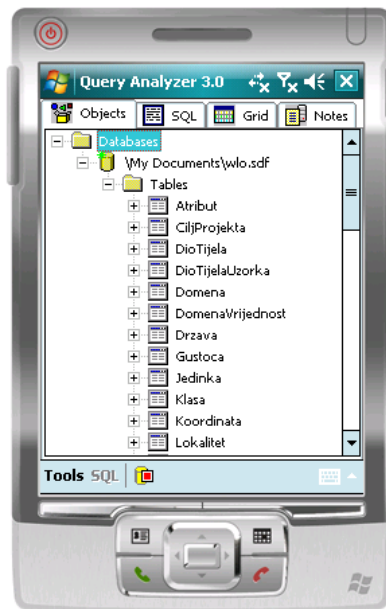 Query Analyzer 3.0
Objects SQL Grid Notes
Databases
\My Documents\wlo.sdf
Tables
Atribut
CiljProjekta
DioTijela
DioTijelaUzorka
Domena
DomenaVrijednost
Drzava
Gustoca
Jedinka
Klasa
Koordinata
Lokalitet
Tools SQL